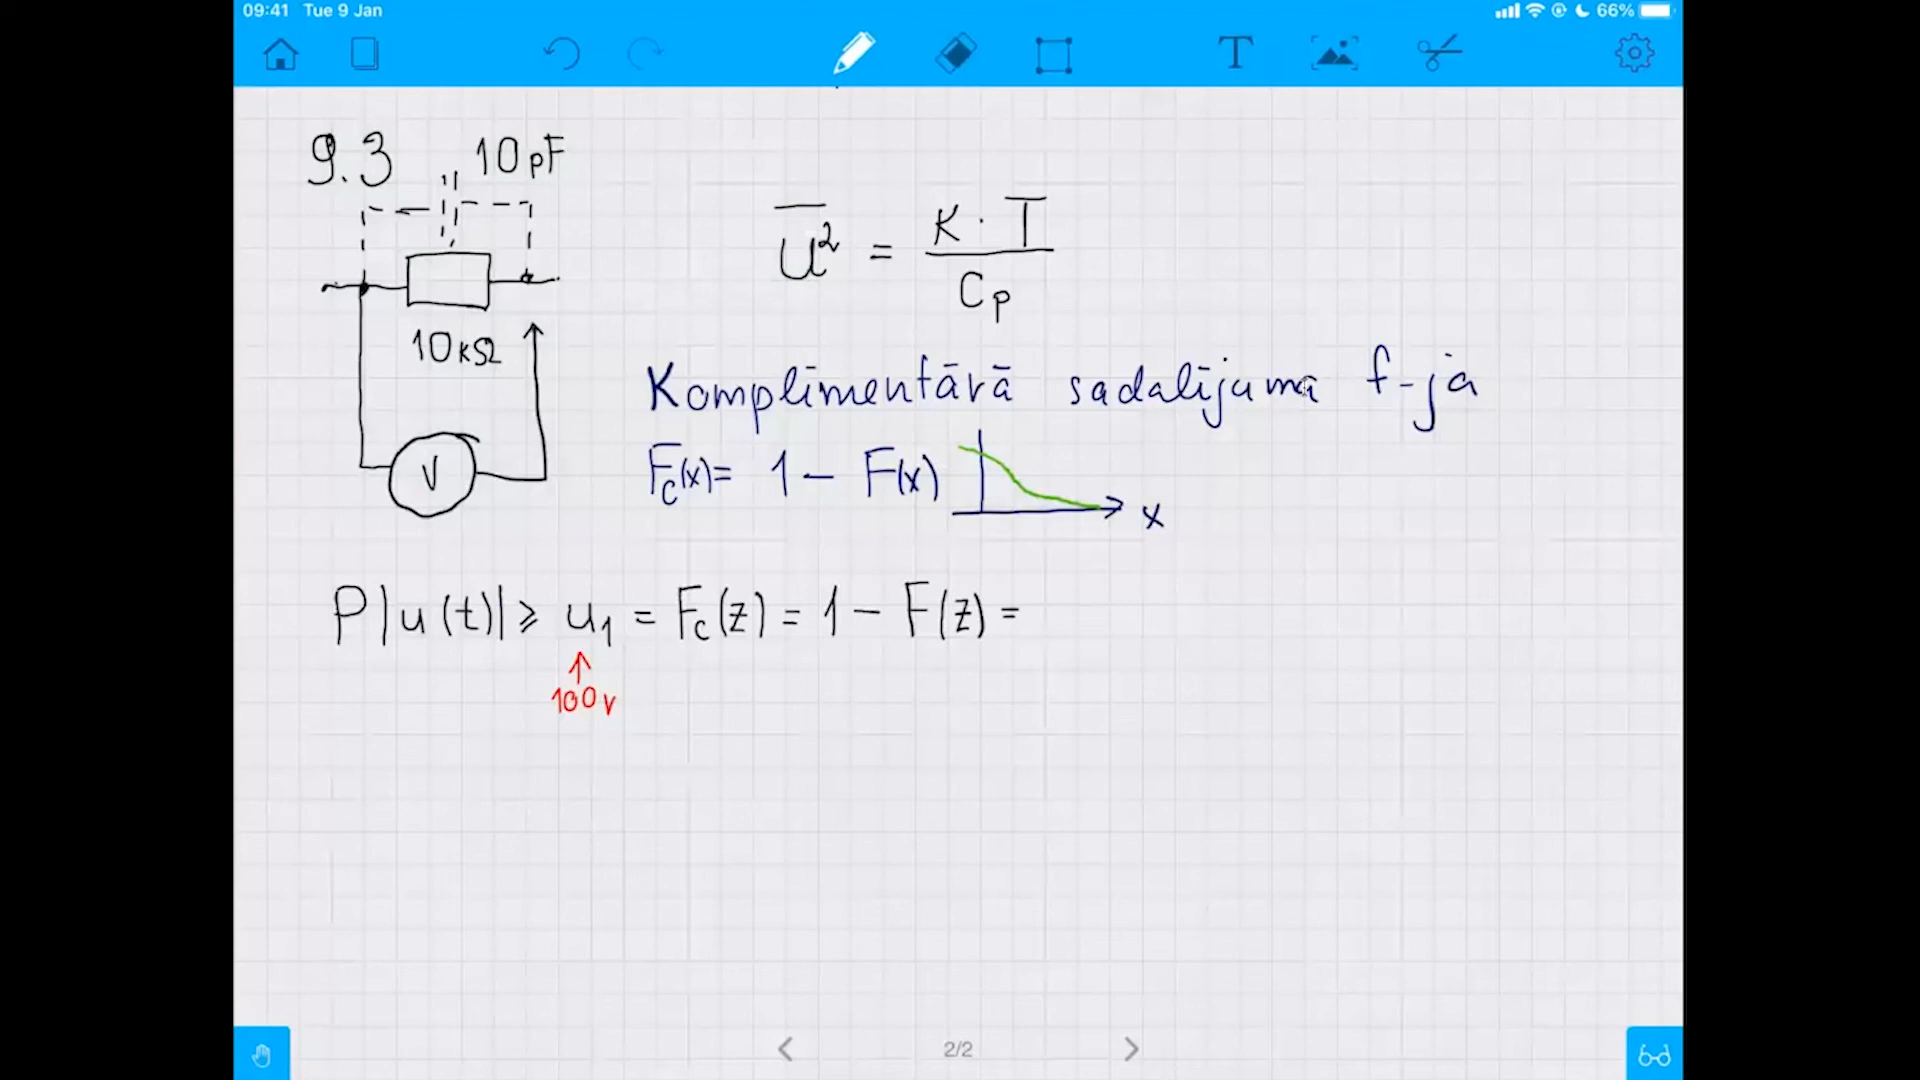 09:41 Tue 9 Jan
66%
T
9.3 10pF
10kΩ
V
u² = K · T / Cp
Komplimentārā sadalījuma f-ja
Fc(x) = 1 - F(x)
x
P|u(t)| ⩾ u₁ = Fc(z) = 1 - F(z) =
100v
2/2